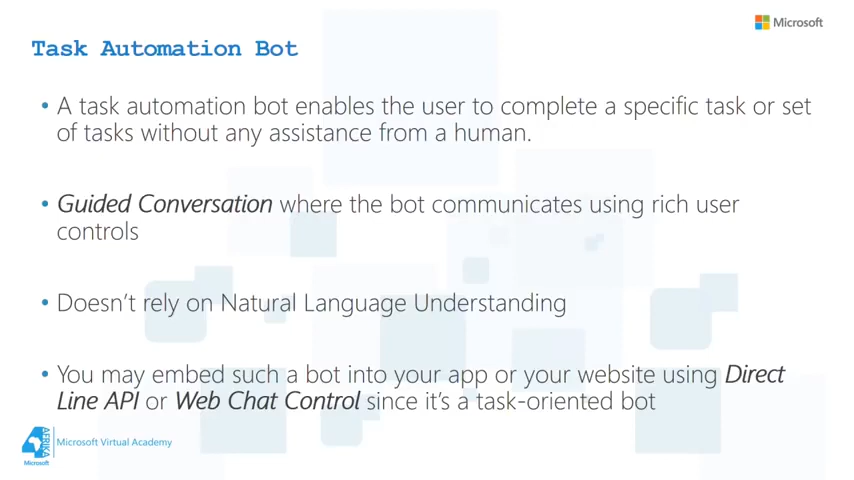 Microsoft
Task Automation Bot
• A task automation bot enables the user to complete a specific task or set
of tasks without any assistance from a human.
• Guided Conversation where the bot communicates using rich user
controls
• Doesn't rely on Natural Language Understanding
• You may embed such a bot into your app or your website using Direct
Line API or Web Chat Control since it's a task-oriented bot
4AFRIKA
Microsoft
Microsoft Virtual Academy